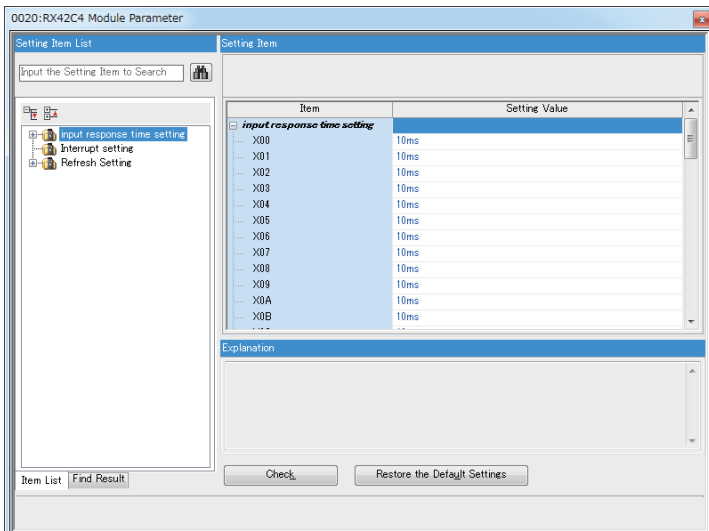 0020:RX42C4 Module Parameter
Setting Item List
Input the Setting Item to Search
input response time setting
Interrupt setting
Refresh Setting
Item List
Find Result
Setting Item
Item Setting Value
input response time setting
X00 10ms
X01 10ms
X02 10ms
X03 10ms
X04 10ms
X05 10ms
X06 10ms
X07 10ms
X08 10ms
X09 10ms
X0A 10ms
X0B 10ms
Explanation
Check
Restore the Default Settings